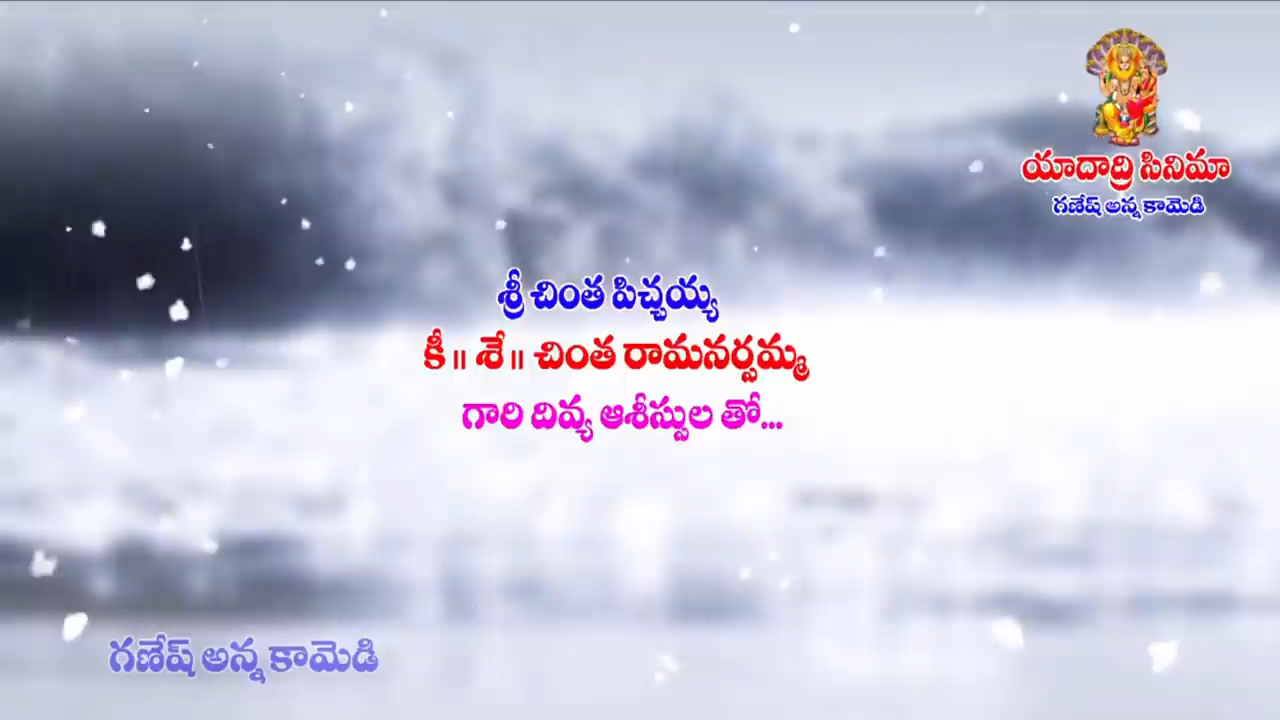 యాదాద్రి సినిమా
గణేష్ అన్న కామెడి
శ్రీ చింత పిచ్చయ్య
కీ॥ శే॥ చింత రామనర్సమ్మ
గారి దివ్య ఆశీస్సుల తో...
గణేష్ అన్న కామెడి